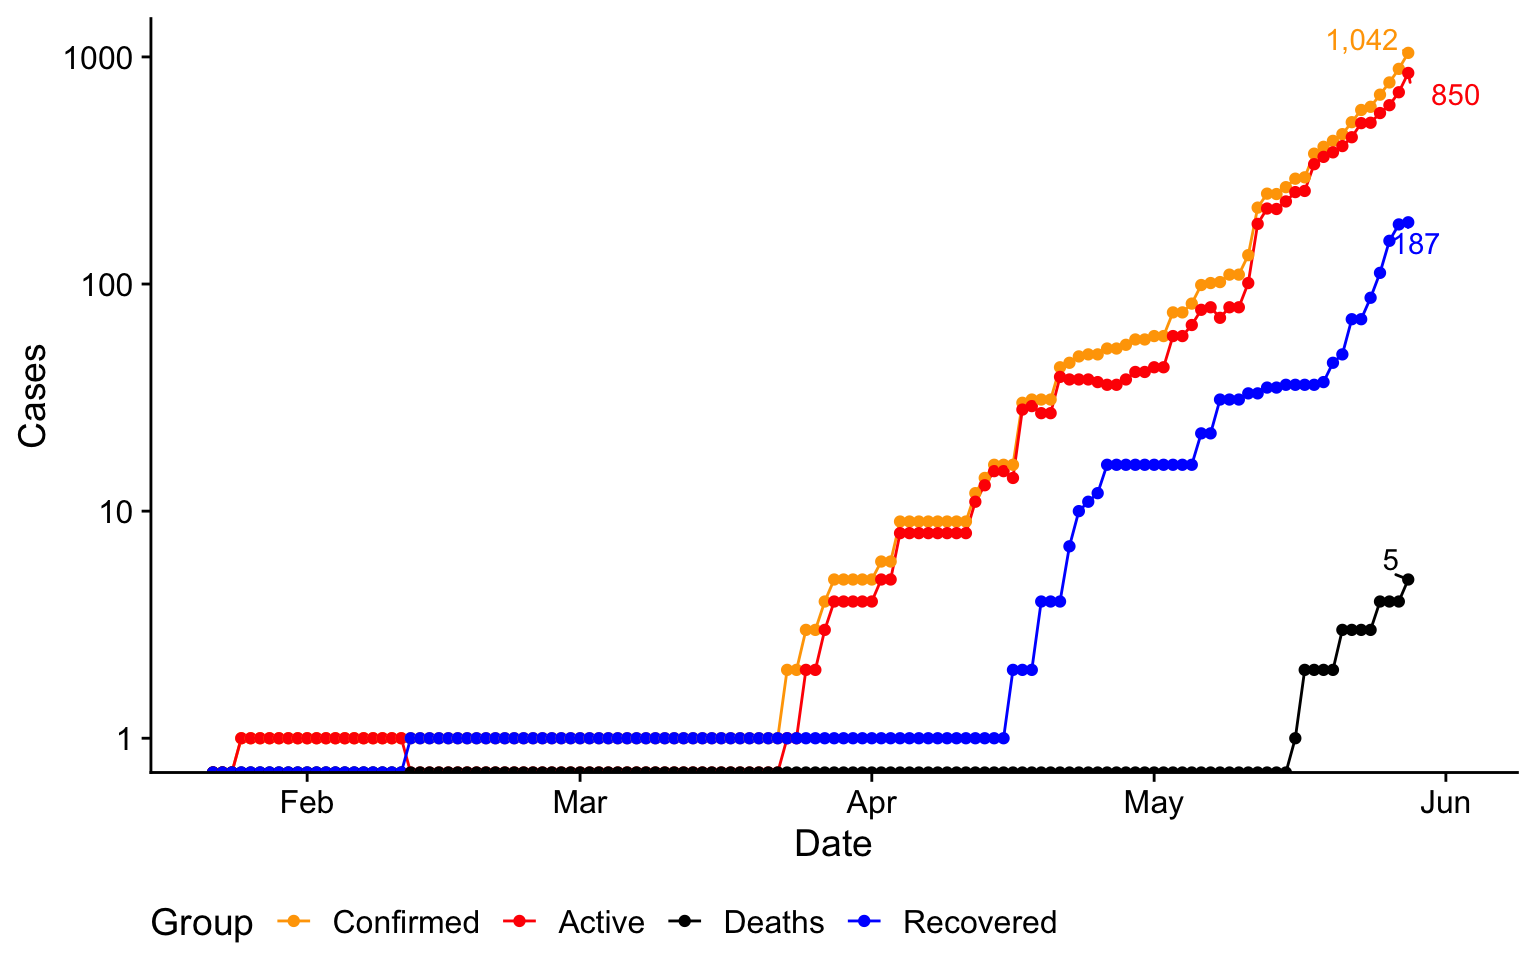 1,042
1000
850
187
100
10
5
1
Cases
Feb Mar Apr May Jun
Date
Group Confirmed Active Deaths Recovered